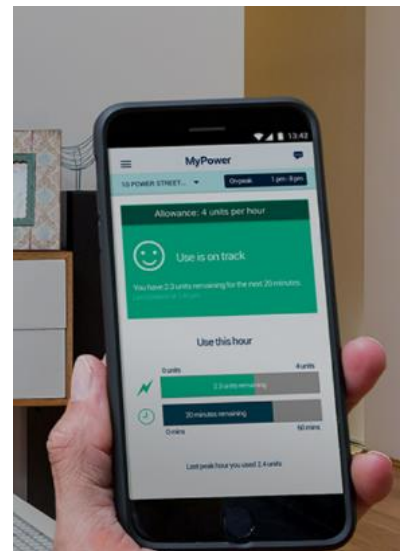 13:42
MyPower
10 POWER STREET...
On peak 1 pm - 8 pm
Allowance: 4 units per hour
Use is on track
You have 2.3 units remaining for the next 20 minutes
Use this hour
0 units 4 units
2.3 units remaining
20 minutes remaining
0 mins 60 mins
Last peak hour you used 2.4 units